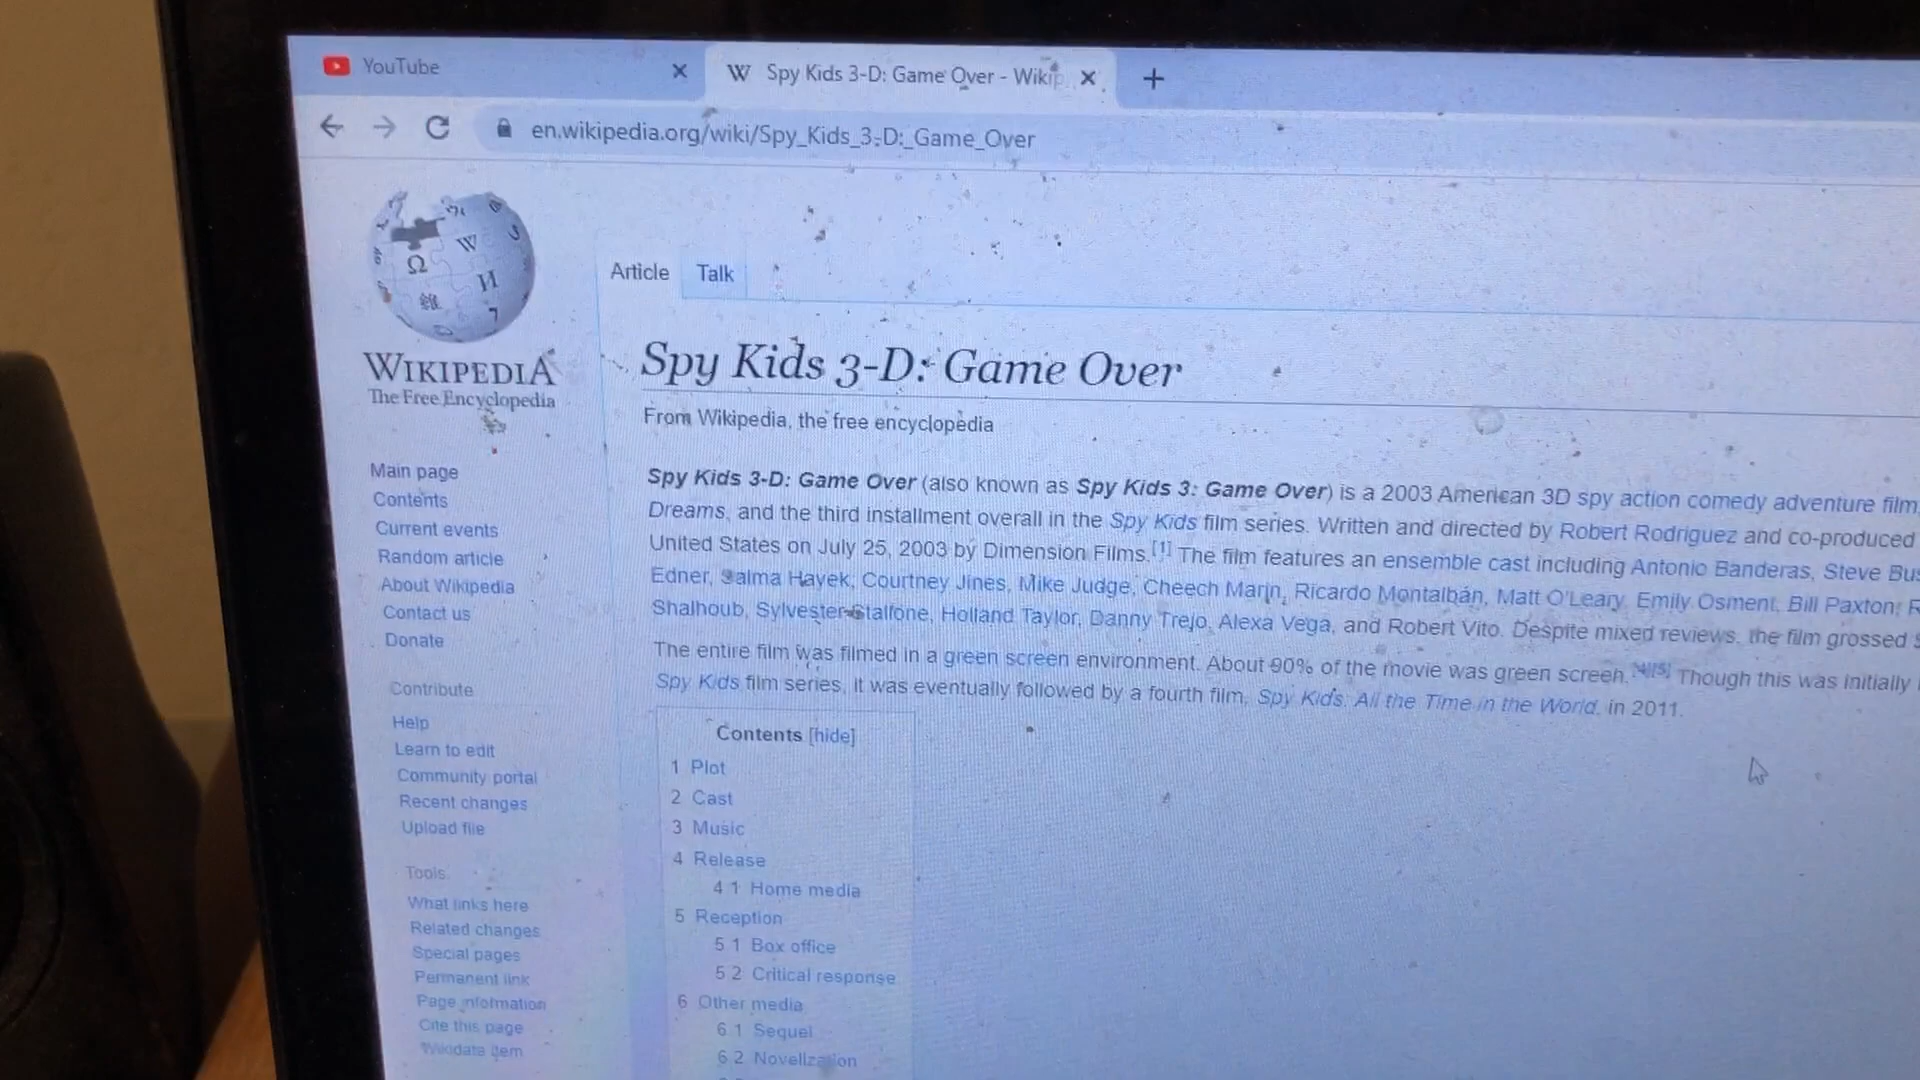 YouTube
Spy Kids 3-D: Game Over - Wikip
en.wikipedia.org/wiki/Spy_Kids_3-D:_Game_Over
WIKIPEDIA
The Free Encyclopedia
Main page
Contents
Current events
Random article
About Wikipedia
Contact us
Donate
Contribute
Help
Learn to edit
Community portal
Recent changes
Upload file
Tools
What links here
Related changes
Special pages
Permanent link
Page information
Cite this page
Wikidata item
Article Talk
Spy Kids 3-D: Game Over
From Wikipedia, the free encyclopedia
Spy Kids 3-D: Game Over (also known as Spy Kids 3: Game Over) is a 2003 American 3D spy action comedy adventure film
Dreams, and the third installment overall in the Spy Kids film series. Written and directed by Robert Rodriguez and co-produced
United States on July 25, 2003 by Dimension Films.[1] The film features an ensemble cast including Antonio Banderas, Steve Bus
Edner, Salma Hayek, Courtney Jines, Mike Judge, Cheech Marin, Ricardo Montalbán, Matt O'Leary, Emily Osment, Bill Paxton, R
Shalhoub, Sylvester Stallone, Holland Taylor, Danny Trejo, Alexa Vega, and Robert Vito. Despite mixed reviews, the film grossed
The entire film was filmed in a green screen environment. About 90% of the movie was green screen.[4][5] Though this was initially
Spy Kids film series, it was eventually followed by a fourth film, Spy Kids: All the Time in the World, in 2011.
Contents [hide]
1 Plot
2 Cast
3 Music
4 Release
4.1 Home media
5 Reception
5.1 Box office
5.2 Critical response
6 Other media
6.1 Sequel
6.2 Novelization